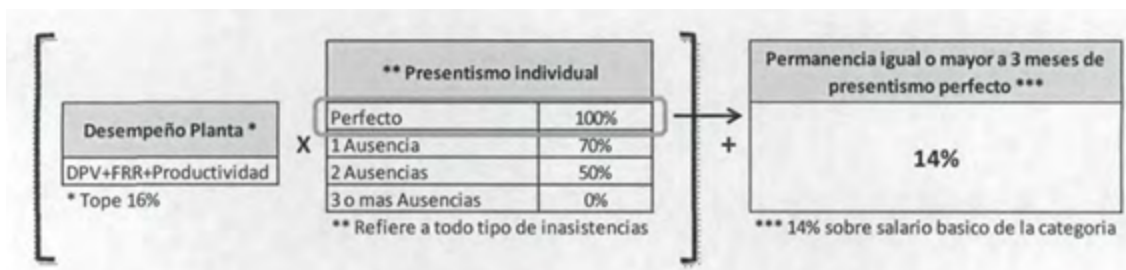 Desempeño Planta *
DPV+FRR+Productividad
* Tope 16%
X
** Presentismo individual
Perfecto 100%
1 Ausencia 70%
2 Ausencias 50%
3 o mas Ausencias 0%
** Refiere a todo tipo de inasistencias
+
Permanencia igual o mayor a 3 meses de
presentismo perfecto ***
14%
*** 14% sobre salario basico de la categoria